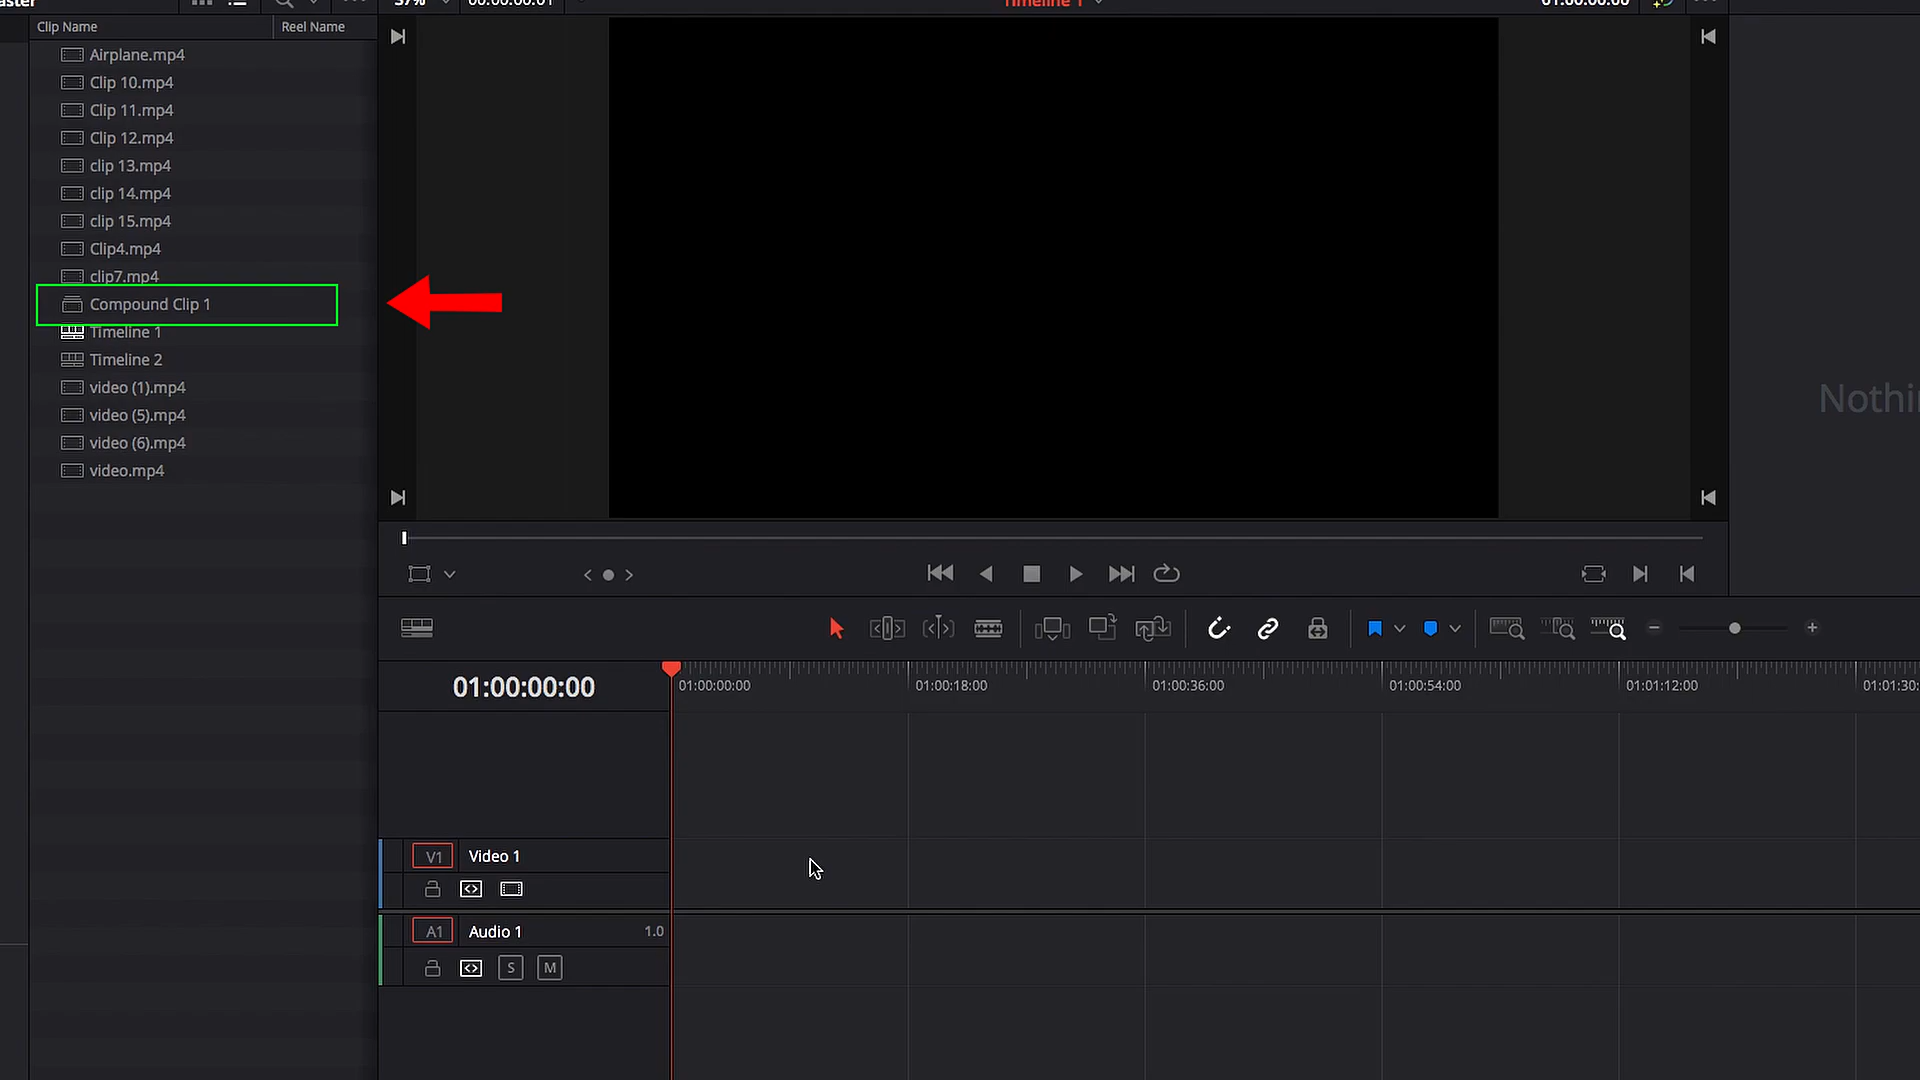 Clip Name Reel Name
Airplane.mp4
Clip 10.mp4
Clip 11.mp4
Clip 12.mp4
clip 13.mp4
clip 14.mp4
clip 15.mp4
Clip4.mp4
clip7.mp4
Compound Clip 1
Timeline 1
Timeline 2
video (1).mp4
video (5).mp4
video (6).mp4
video.mp4
Timeline 1
01:00:00:00
Nothi
01:00:00:00
01:00:00:00 01:00:18:00 01:00:36:00 01:00:54:00 01:01:12:00 01:01:30:
V1 Video 1
A1 Audio 1 1.0
S M